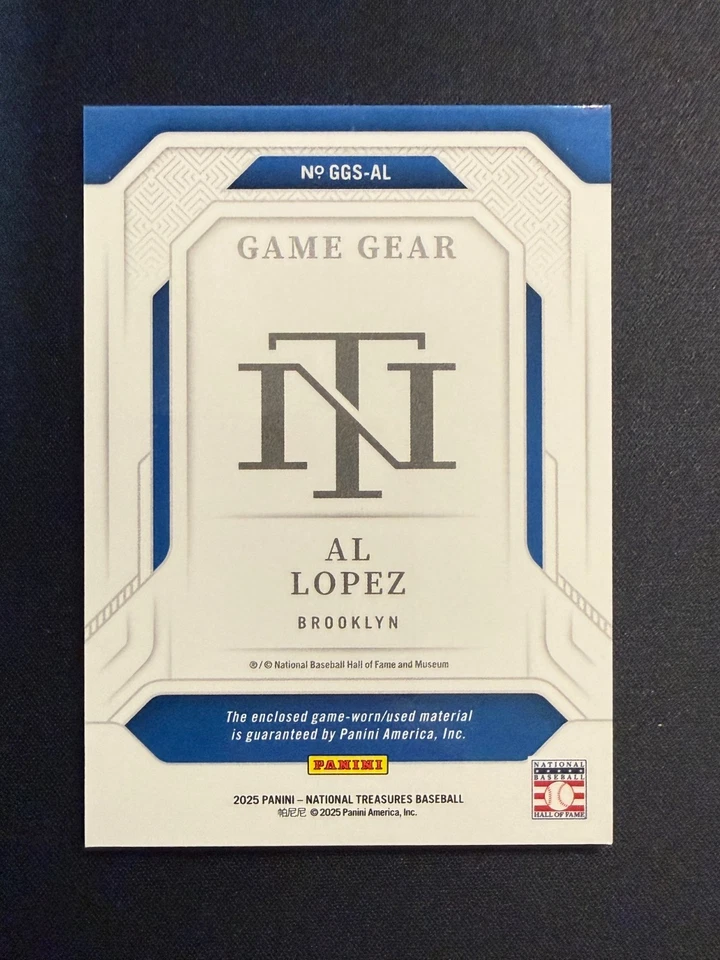 Nº GGS-AL
GAME GEAR
NT
AL
LOPEZ
BROOKLYN
℗ / © National Baseball Hall of Fame and Museum
The enclosed game-worn/used material
is guaranteed by Panini America, Inc.
PANINI
2025 PANINI – NATIONAL TREASURES BASEBALL
帕尼尼 © 2025 Panini America, Inc.
NATIONAL
BASEBALL
HALL OF FAME